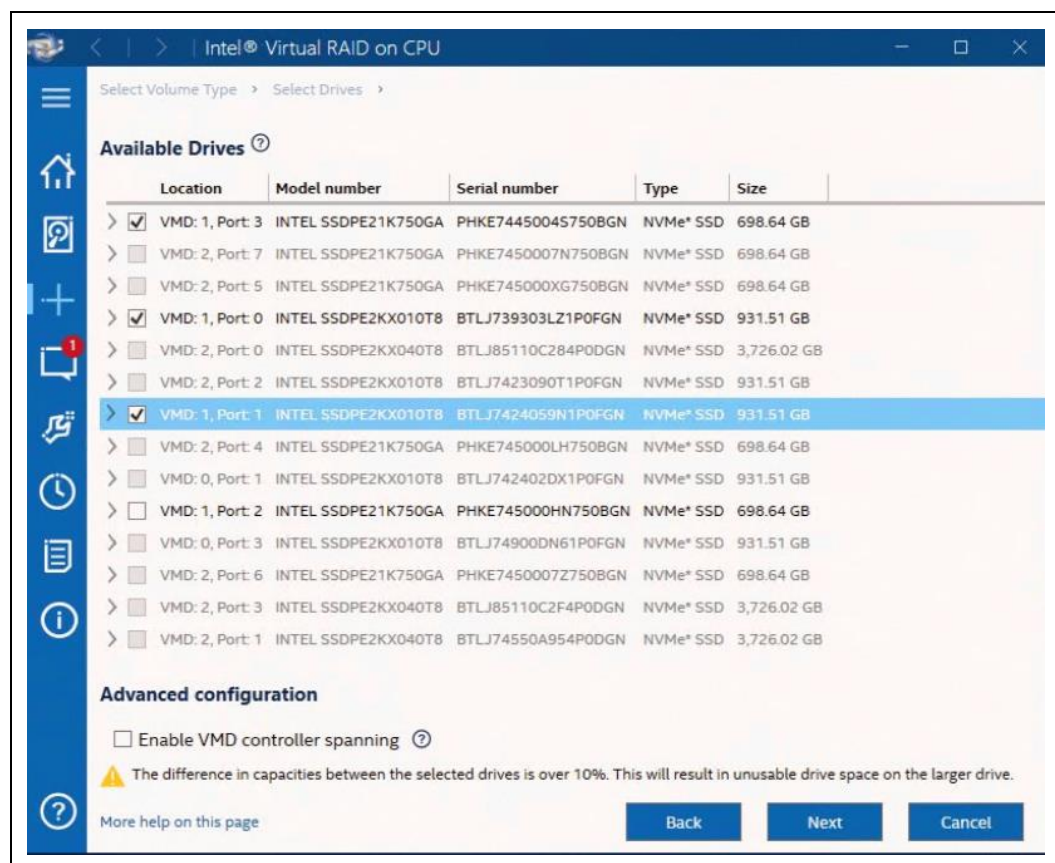 Intel® Virtual RAID on CPU
Select Volume Type > Select Drives >
Available Drives ?
Location Model number Serial number Type Size
VMD: 1, Port: 3 INTEL SSDPE21K750GA PHKE7445004S750BGN NVMe* SSD 698.64 GB
VMD: 2, Port: 7 INTEL SSDPE21K750GA PHKE7450007N750BGN NVMe* SSD 698.64 GB
VMD: 2, Port: 5 INTEL SSDPE21K750GA PHKE745000XG750BGN NVMe* SSD 698.64 GB
VMD: 1, Port: 0 INTEL SSDPE2KX010T8 BTLJ739303LZ1P0FGN NVMe* SSD 931.51 GB
VMD: 2, Port: 0 INTEL SSDPE2KX040T8 BTLJ85110C284P0DGN NVMe* SSD 3,726.02 GB
VMD: 2, Port: 2 INTEL SSDPE2KX010T8 BTLJ7423090T1P0FGN NVMe* SSD 931.51 GB
1
VMD: 1, Port: 1 INTEL SSDPE2KX010T8 BTLJ7424059N1P0FGN NVMe* SSD 931.51 GB
VMD: 2, Port: 4 INTEL SSDPE21K750GA PHKE745000LH750BGN NVMe* SSD 698.64 GB
VMD: 0, Port: 1 INTEL SSDPE2KX010T8 BTLJ742402DX1P0FGN NVMe* SSD 931.51 GB
VMD: 1, Port: 2 INTEL SSDPE21K750GA PHKE745000HN750BGN NVMe* SSD 698.64 GB
VMD: 0, Port: 3 INTEL SSDPE2KX010T8 BTLJ74900DN61P0FGN NVMe* SSD 931.51 GB
VMD: 2, Port: 6 INTEL SSDPE21K750GA PHKE7450007Z750BGN NVMe* SSD 698.64 GB
VMD: 2, Port: 3 INTEL SSDPE2KX040T8 BTLJ85110C2F4P0DGN NVMe* SSD 3,726.02 GB
VMD: 2, Port: 1 INTEL SSDPE2KX040T8 BTLJ74550A954P0DGN NVMe* SSD 3,726.02 GB
Advanced configuration
Enable VMD controller spanning ?
The difference in capacities between the selected drives is over 10%. This will result in unusable drive space on the larger drive.
More help on this page Back Next Cancel